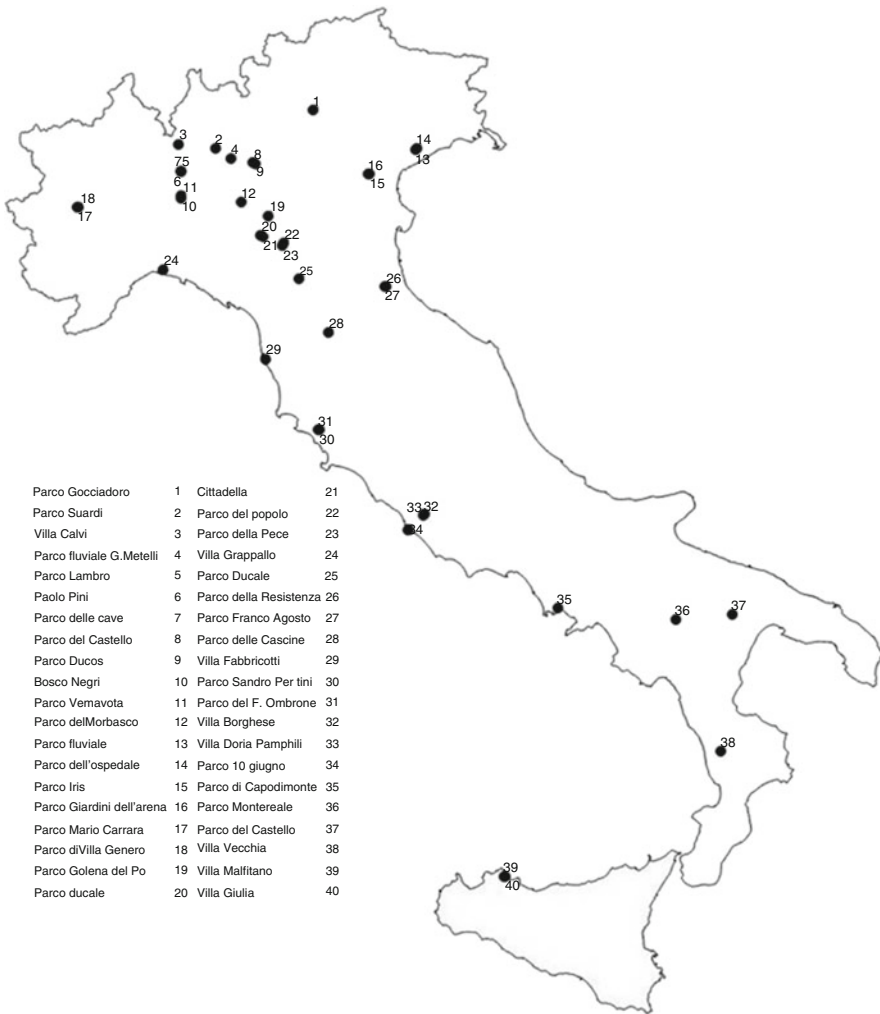 1
14
3
2
4
8
13
9
16
75
6
15
11
18
12
10
17
19
20
22
21
23
24
25
26
27
28
29
31
30
33 32
34
35
36
37
38
39
40
Parco Gocciadoro 1 Cittadella 21
Parco Suardi 2 Parco del popolo 22
Villa Calvi 3 Parco della Pece 23
Parco fluviale G.Metelli 4 Villa Grappallo 24
Parco Lambro 5 Parco Ducale 25
Paolo Pini 6 Parco della Resistenza 26
Parco delle cave 7 Parco Franco Agosto 27
Parco del Castello 8 Parco delle Cascine 28
Parco Ducos 9 Villa Fabbricotti 29
Bosco Negri 10 Parco Sandro Per tini 30
Parco Vemavota 11 Parco del F. Ombrone 31
Parco delMorbasco 12 Villa Borghese 32
Parco fluviale 13 Villa Doria Pamphili 33
Parco dell'ospedale 14 Parco 10 giugno 34
Parco Iris 15 Parco di Capodimonte 35
Parco Giardini dell'arena 16 Parco Montereale 36
Parco Mario Carrara 17 Parco del Castello 37
Parco diVilla Genero 18 Villa Vecchia 38
Parco Golena del Po 19 Villa Malfitano 39
Parco ducale 20 Villa Giulia 40